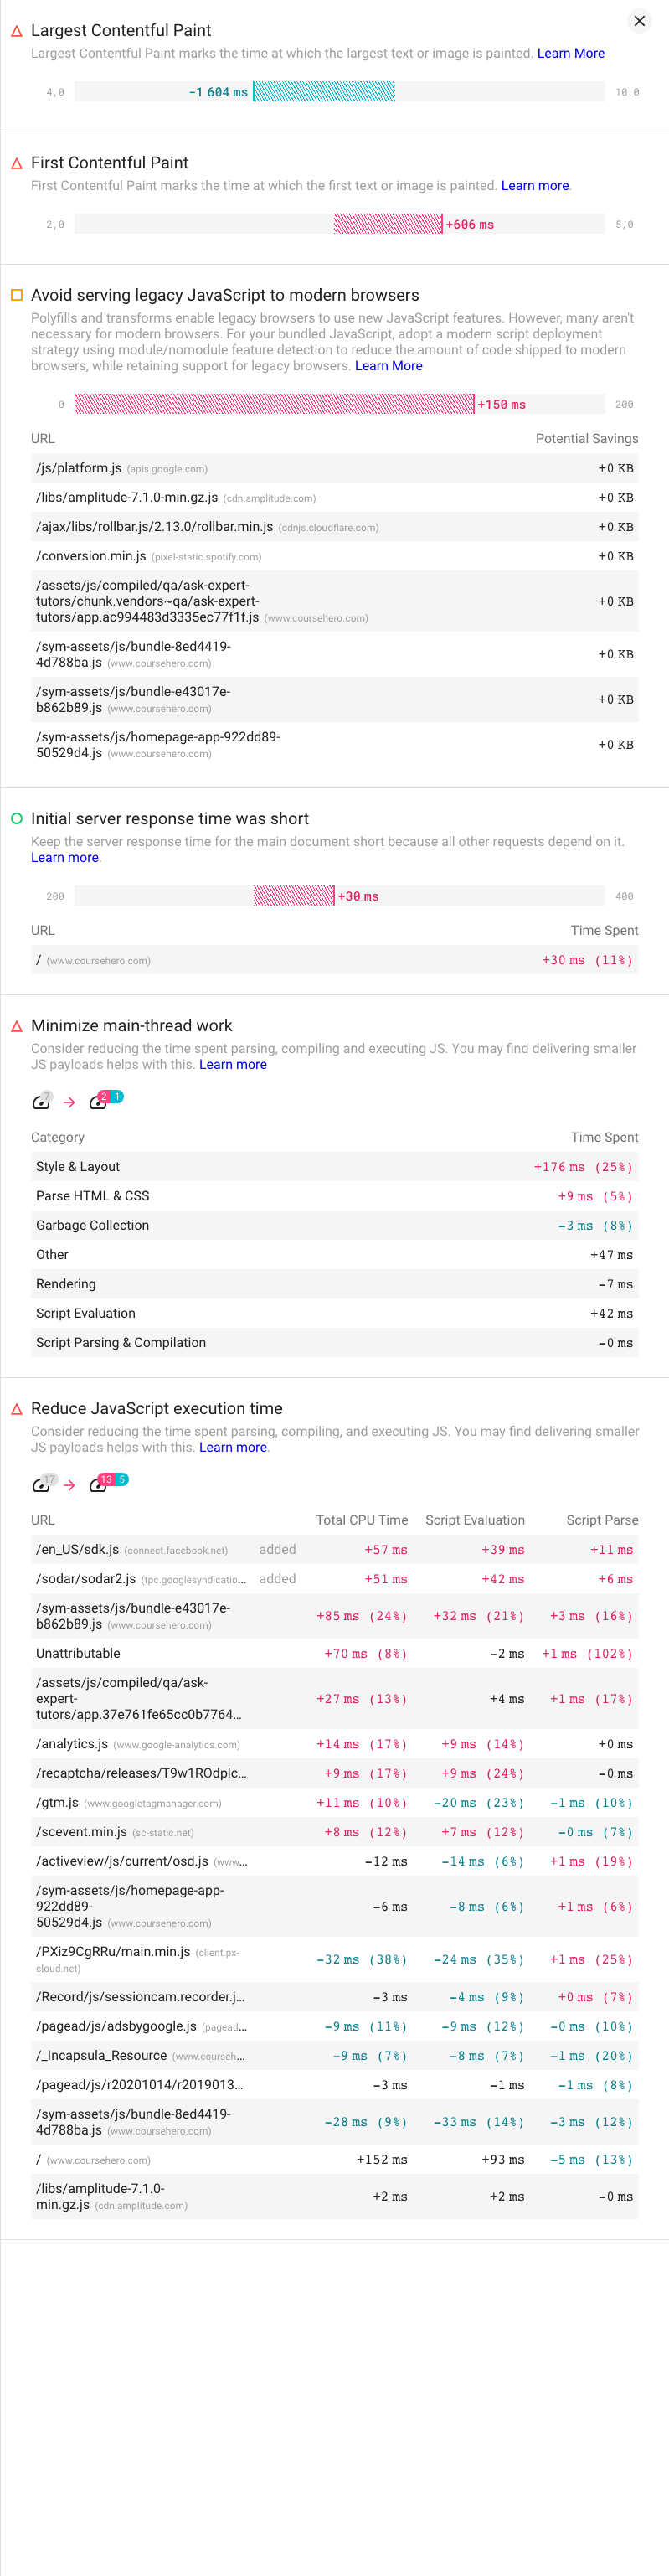 Largest Contentful Paint
Largest Contentful Paint marks the time at which the largest text or image is painted. Learn More
4,0 -1 604 ms 10,0
First Contentful Paint
First Contentful Paint marks the time at which the first text or image is painted. Learn more.
2,0 +606 ms 5,0
Avoid serving legacy JavaScript to modern browsers
Polyfills and transforms enable legacy browsers to use new JavaScript features. However, many aren't
necessary for modern browsers. For your bundled JavaScript, adopt a modern script deployment
strategy using module/nomodule feature detection to reduce the amount of code shipped to modern
browsers, while retaining support for legacy browsers. Learn More
0 +150 ms 200
URL Potential Savings
/js/platform.js (apis.google.com) +0 KB
/libs/amplitude-7.1.0-min.gz.js (cdn.amplitude.com) +0 KB
/ajax/libs/rollbar.js/2.13.0/rollbar.min.js (cdnjs.cloudflare.com) +0 KB
/conversion.min.js (pixel-static.spotify.com) +0 KB
/assets/js/compiled/qa/ask-expert-
tutors/chunk.vendors~qa/ask-expert-
tutors/app.ac994483d3335ec77f1f.js (www.coursehero.com) +0 KB
/sym-assets/js/bundle-8ed4419-
4d788ba.js (www.coursehero.com) +0 KB
/sym-assets/js/bundle-e43017e-
b862b89.js (www.coursehero.com) +0 KB
/sym-assets/js/homepage-app-922dd89-
50529d4.js (www.coursehero.com) +0 KB
Initial server response time was short
Keep the server response time for the main document short because all other requests depend on it.
Learn more.
200 +30 ms 400
URL Time Spent
/ (www.coursehero.com) +30 ms (11%)
Minimize main-thread work
Consider reducing the time spent parsing, compiling and executing JS. You may find delivering smaller
JS payloads helps with this. Learn more
7 → 2 1
Category Time Spent
Style & Layout +176 ms (25%)
Parse HTML & CSS +9 ms (5%)
Garbage Collection -3 ms (8%)
Other +47 ms
Rendering -7 ms
Script Evaluation +42 ms
Script Parsing & Compilation -0 ms
Reduce JavaScript execution time
Consider reducing the time spent parsing, compiling, and executing JS. You may find delivering smaller
JS payloads helps with this. Learn more.
17 → 13 5
URL Total CPU Time Script Evaluation Script Parse
/en_US/sdk.js (connect.facebook.net) added +57 ms +39 ms +11 ms
/sodar/sodar2.js (tpc.googlesyndicatio... added +51 ms +42 ms +6 ms
/sym-assets/js/bundle-e43017e-
b862b89.js (www.coursehero.com) +85 ms (24%) +32 ms (21%) +3 ms (16%)
Unattributable +70 ms (8%) -2 ms +1 ms (102%)
/assets/js/compiled/qa/ask-
expert-
tutors/app.37e761fe65cc0b7764... +27 ms (13%) +4 ms +1 ms (17%)
/analytics.js (www.google-analytics.com) +14 ms (17%) +9 ms (14%) +0 ms
/recaptcha/releases/T9w1ROdplc... +9 ms (17%) +9 ms (24%) -0 ms
/gtm.js (www.googletagmanager.com) +11 ms (10%) -20 ms (23%) -1 ms (10%)
/scevent.min.js (sc-static.net) +8 ms (12%) +7 ms (12%) -0 ms (7%)
/activeview/js/current/osd.js (www... -12 ms -14 ms (6%) +1 ms (19%)
/sym-assets/js/homepage-app-
922dd89-
50529d4.js (www.coursehero.com) -6 ms -8 ms (6%) +1 ms (6%)
/PXiz9CgRRu/main.min.js (client.px-
cloud.net) -32 ms (38%) -24 ms (35%) +1 ms (25%)
/Record/js/sessioncam.recorder.j... -3 ms -4 ms (9%) +0 ms (7%)
/pagead/js/adsbygoogle.js (pagead... -9 ms (11%) -9 ms (12%) -0 ms (10%)
/_Incapsula_Resource (www.courseh... -9 ms (7%) -8 ms (7%) -1 ms (20%)
/pagead/js/r20201014/r2019013... -3 ms -1 ms -1 ms (8%)
/sym-assets/js/bundle-8ed4419-
4d788ba.js (www.coursehero.com) -28 ms (9%) -33 ms (14%) -3 ms (12%)
/ (www.coursehero.com) +152 ms +93 ms -5 ms (13%)
/libs/amplitude-7.1.0-
min.gz.js (cdn.amplitude.com) +2 ms +2 ms -0 ms